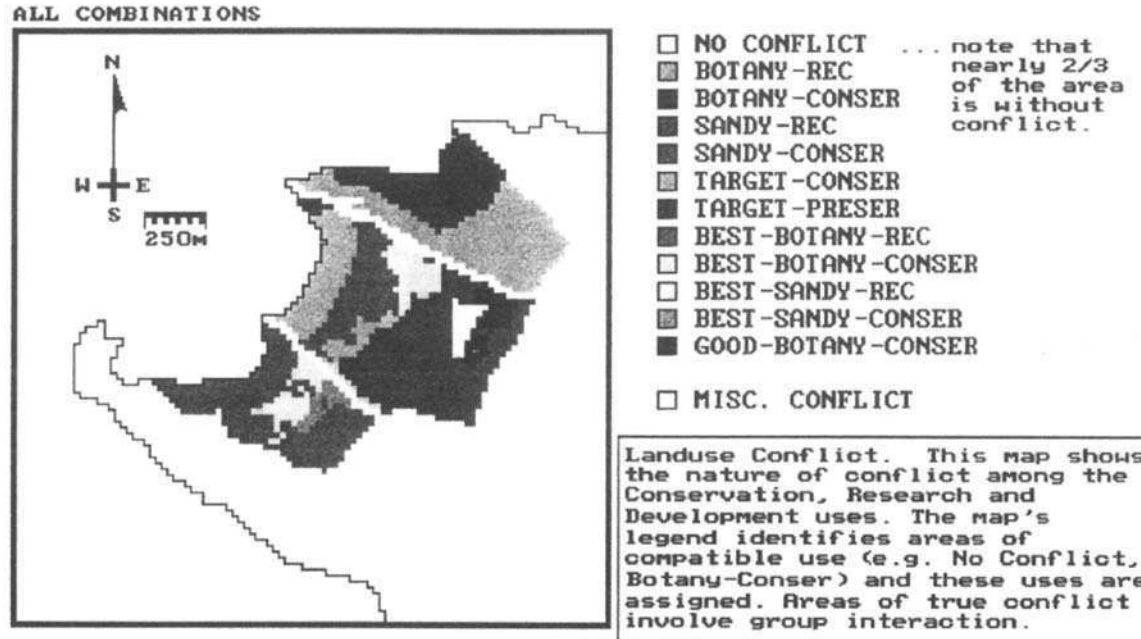 ALL COMBINATIONS
N
W E
S
250M
NO CONFLICT ... note that
nearly 2/3
of the area
is without
conflict.
BOTANY-REC
BOTANY-CONSER
SANDY-REC
SANDY-CONSER
TARGET-CONSER
TARGET-PRESER
BEST-BOTANY-REC
BEST-BOTANY-CONSER
BEST-SANDY-REC
BEST-SANDY-CONSER
GOOD-BOTANY-CONSER
MISC. CONFLICT
Landuse Conflict. This map shows
the nature of conflict among the
Conservation, Research and
Development uses. The map's
legend identifies areas of
compatible use (e.g. No Conflict,
Botany-Conser) and these uses are
assigned. Areas of true conflict
involve group interaction.